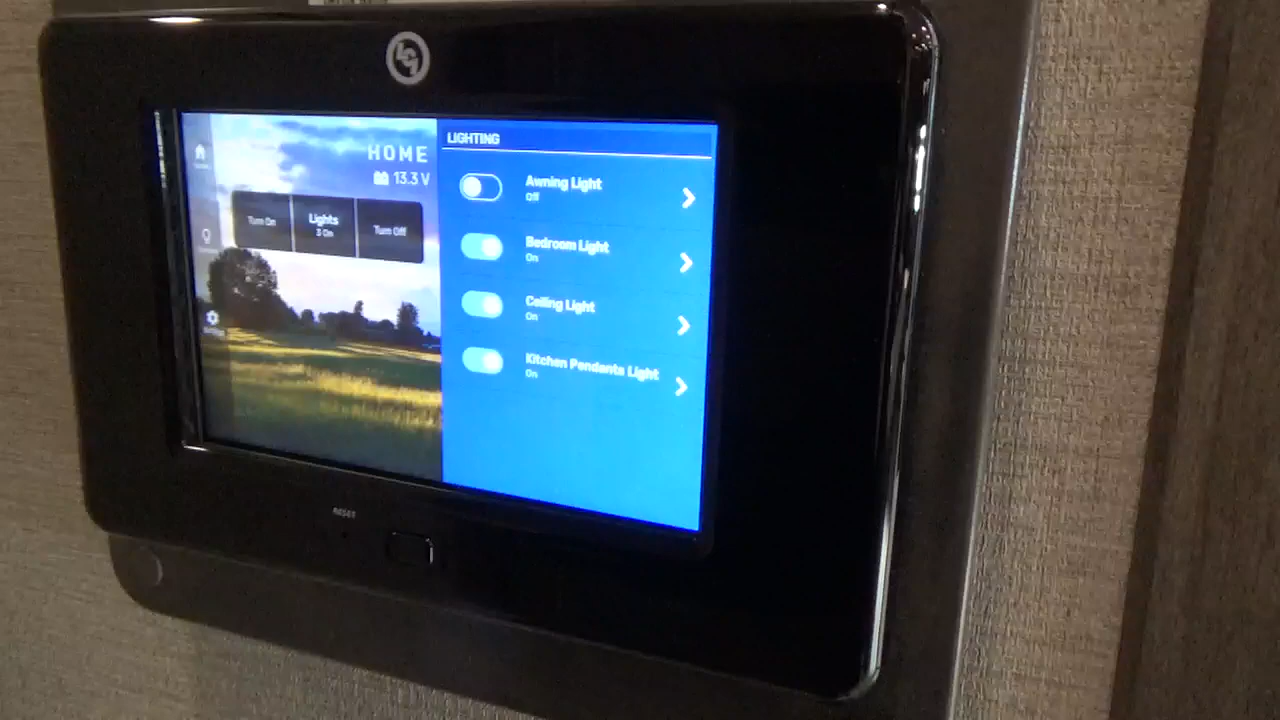 LCI
HOME
13.3 V
Turn On
Lights
3 On
Turn Off
LIGHTING
Awning Light
Off
Bedroom Light
On
Ceiling Light
On
Kitchen Pendants Light
On
RESET